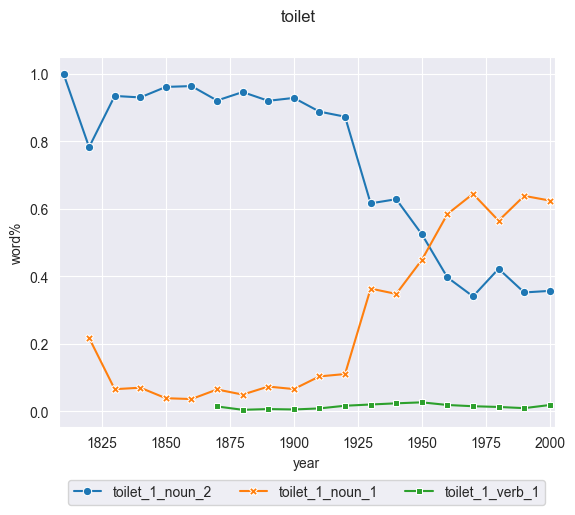 toilet
1.0
0.8
0.6
0.4
0.2
0.0
word%
1825 1850 1875 1900 1925 1950 1975 2000
year
toilet_1_noun_2 toilet_1_noun_1 toilet_1_verb_1